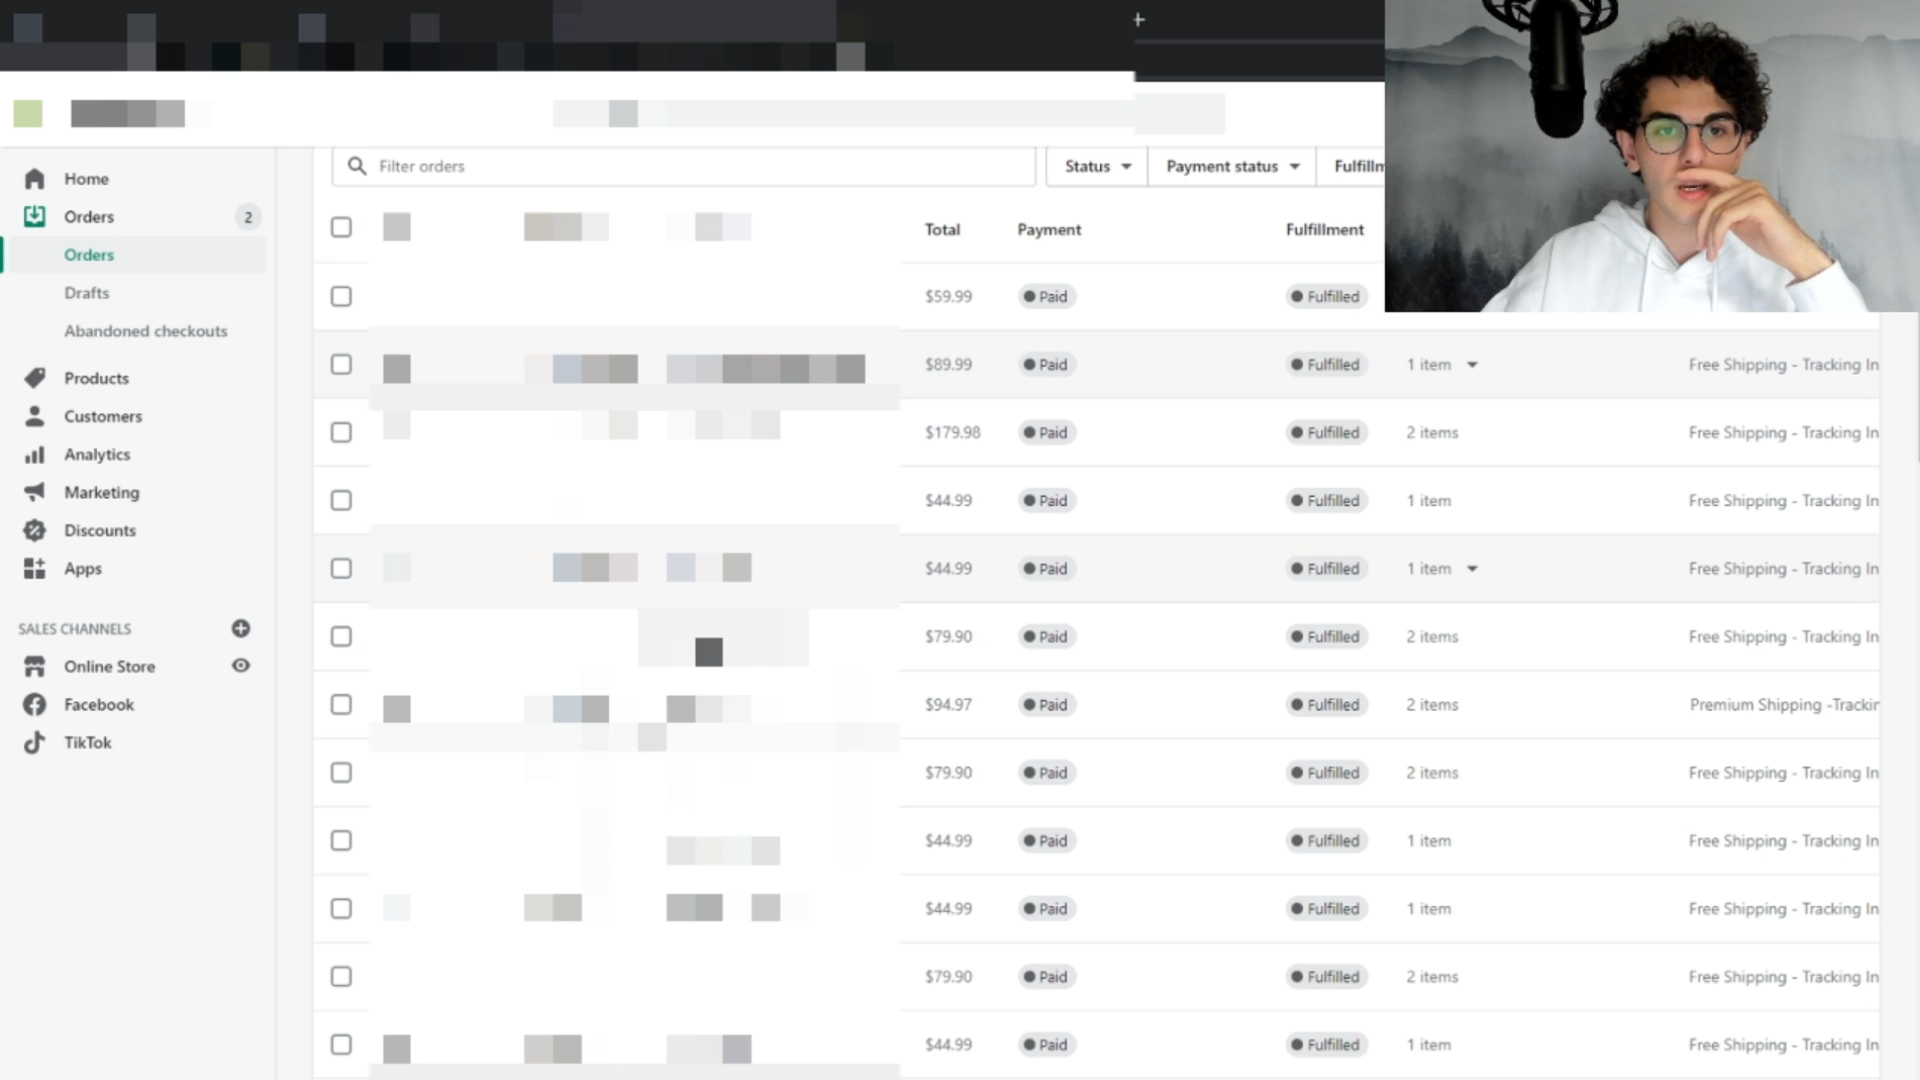 +
Filter orders
Status
Payment status
Fulfillm
Home
Orders
2
Orders
Drafts
Abandoned checkouts
Products
Customers
Analytics
Marketing
Discounts
Apps
SALES CHANNELS
Online Store
Facebook
TikTok
Total Payment Fulfillment
$59.99 Paid Fulfilled
$89.99 Paid Fulfilled 1 item Free Shipping - Tracking In
$179.98 Paid Fulfilled 2 items Free Shipping - Tracking In
$44.99 Paid Fulfilled 1 item Free Shipping - Tracking In
$44.99 Paid Fulfilled 1 item Free Shipping - Tracking In
$79.90 Paid Fulfilled 2 items Free Shipping - Tracking In
$94.97 Paid Fulfilled 2 items Premium Shipping -Trackin
$79.90 Paid Fulfilled 2 items Free Shipping - Tracking In
$44.99 Paid Fulfilled 1 item Free Shipping - Tracking In
$44.99 Paid Fulfilled 1 item Free Shipping - Tracking In
$79.90 Paid Fulfilled 2 items Free Shipping - Tracking In
$44.99 Paid Fulfilled 1 item Free Shipping - Tracking In